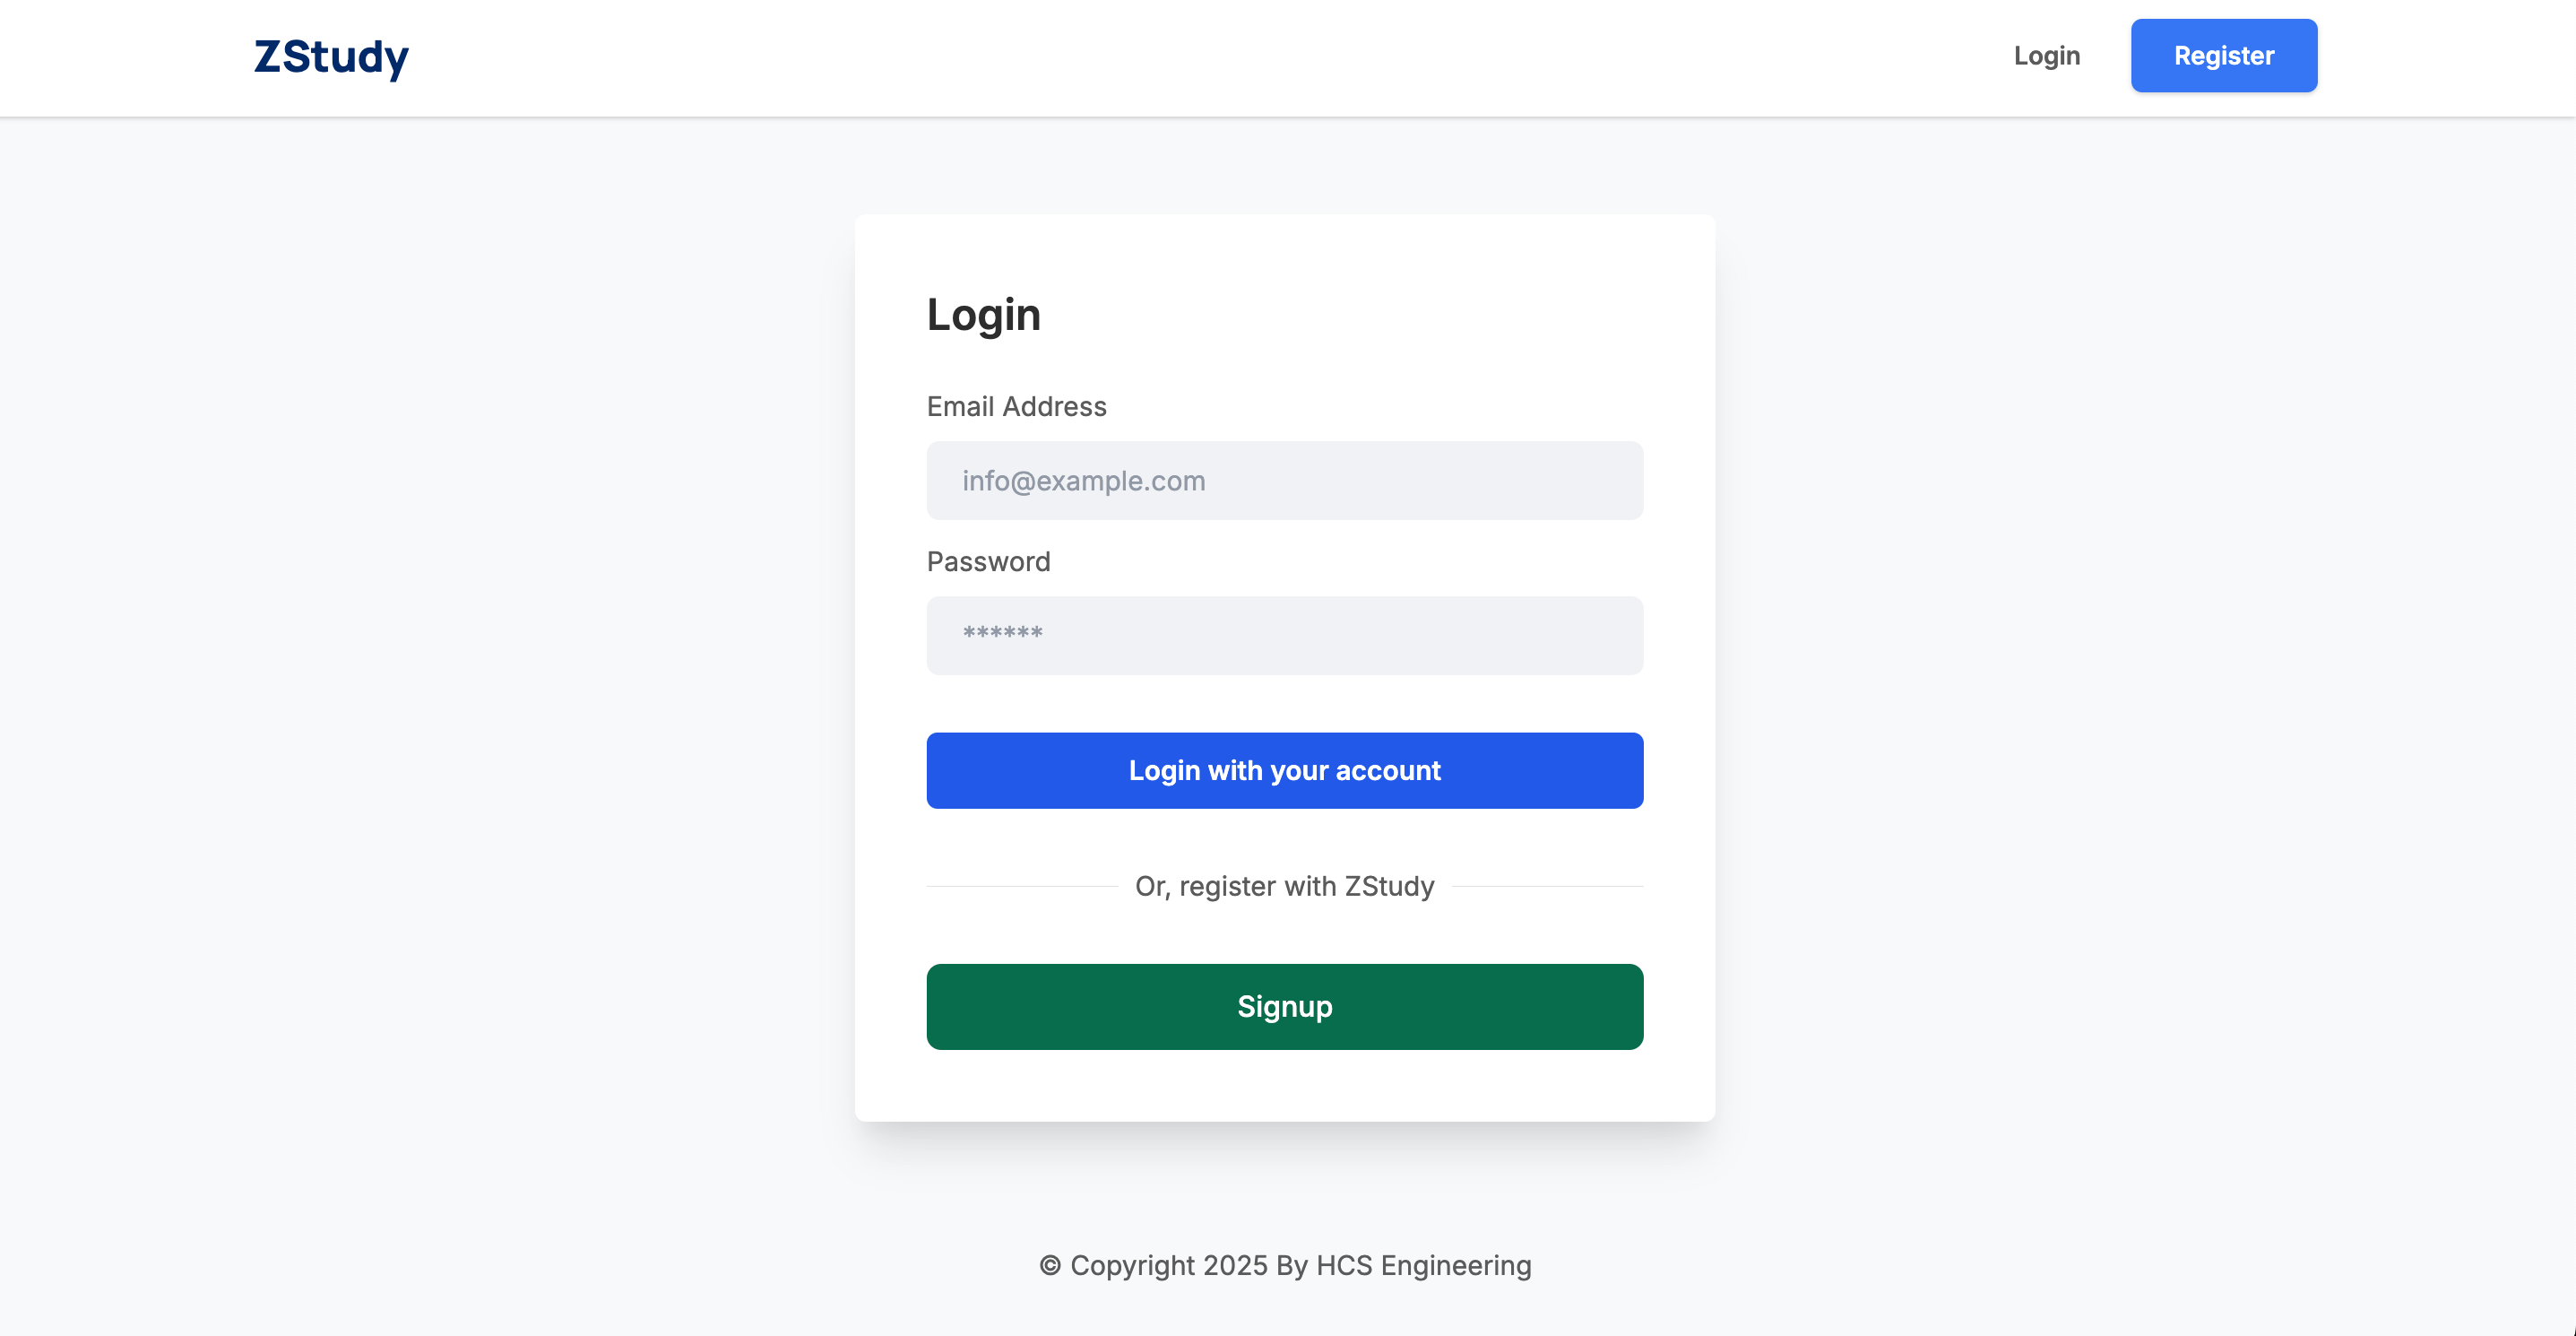 ZStudy
Login
Register
Login
Email Address
info@example.com
Password
******
Login with your account
Or, register with ZStudy
Signup
© Copyright 2025 By HCS Engineering